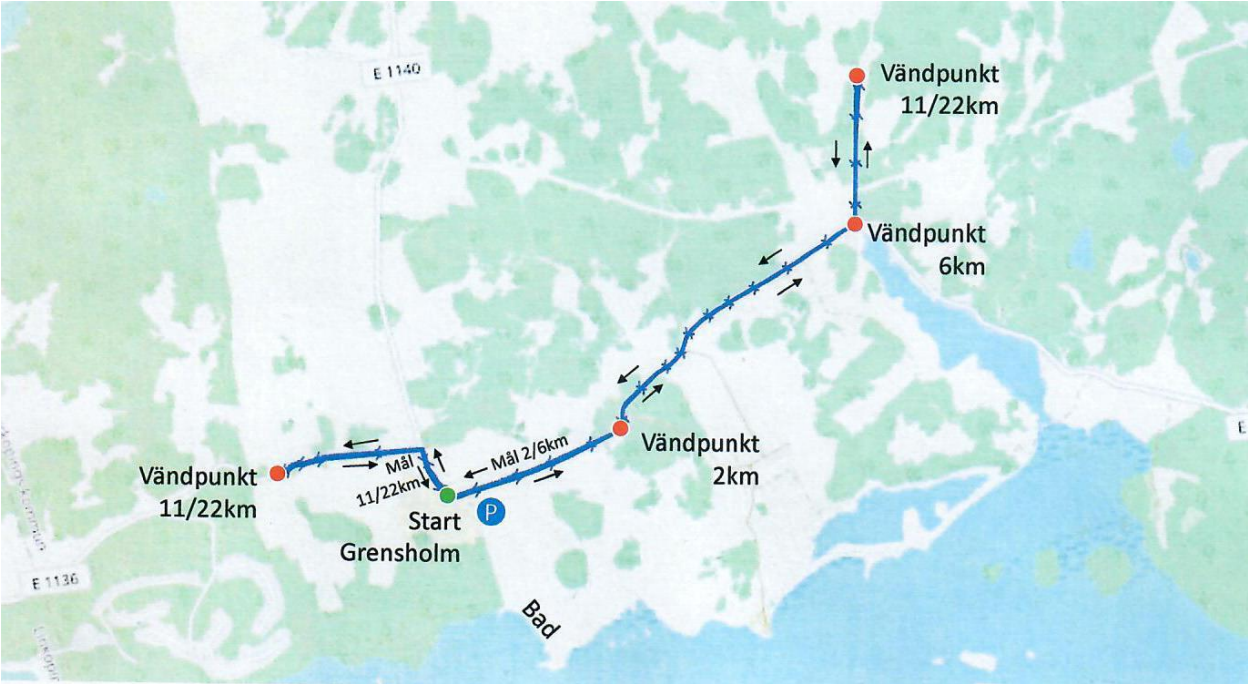 E 1140
Vändpunkt
11/22km
Vändpunkt
6km
Mål 2/6km
Vändpunkt
2km
Vändpunkt
11/22km
Mål
11/22km
P
Start
Grensholm
E 1136
Bad
E